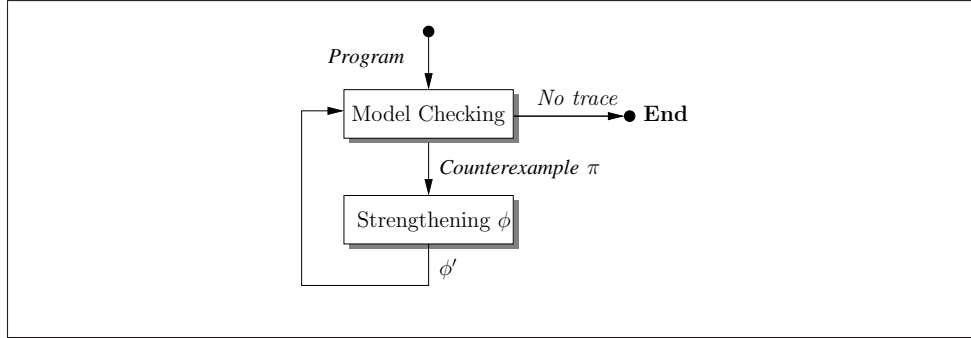 Program
Model Checking
No trace
End
Counterexample π
Strengthening ϕ
ϕ′